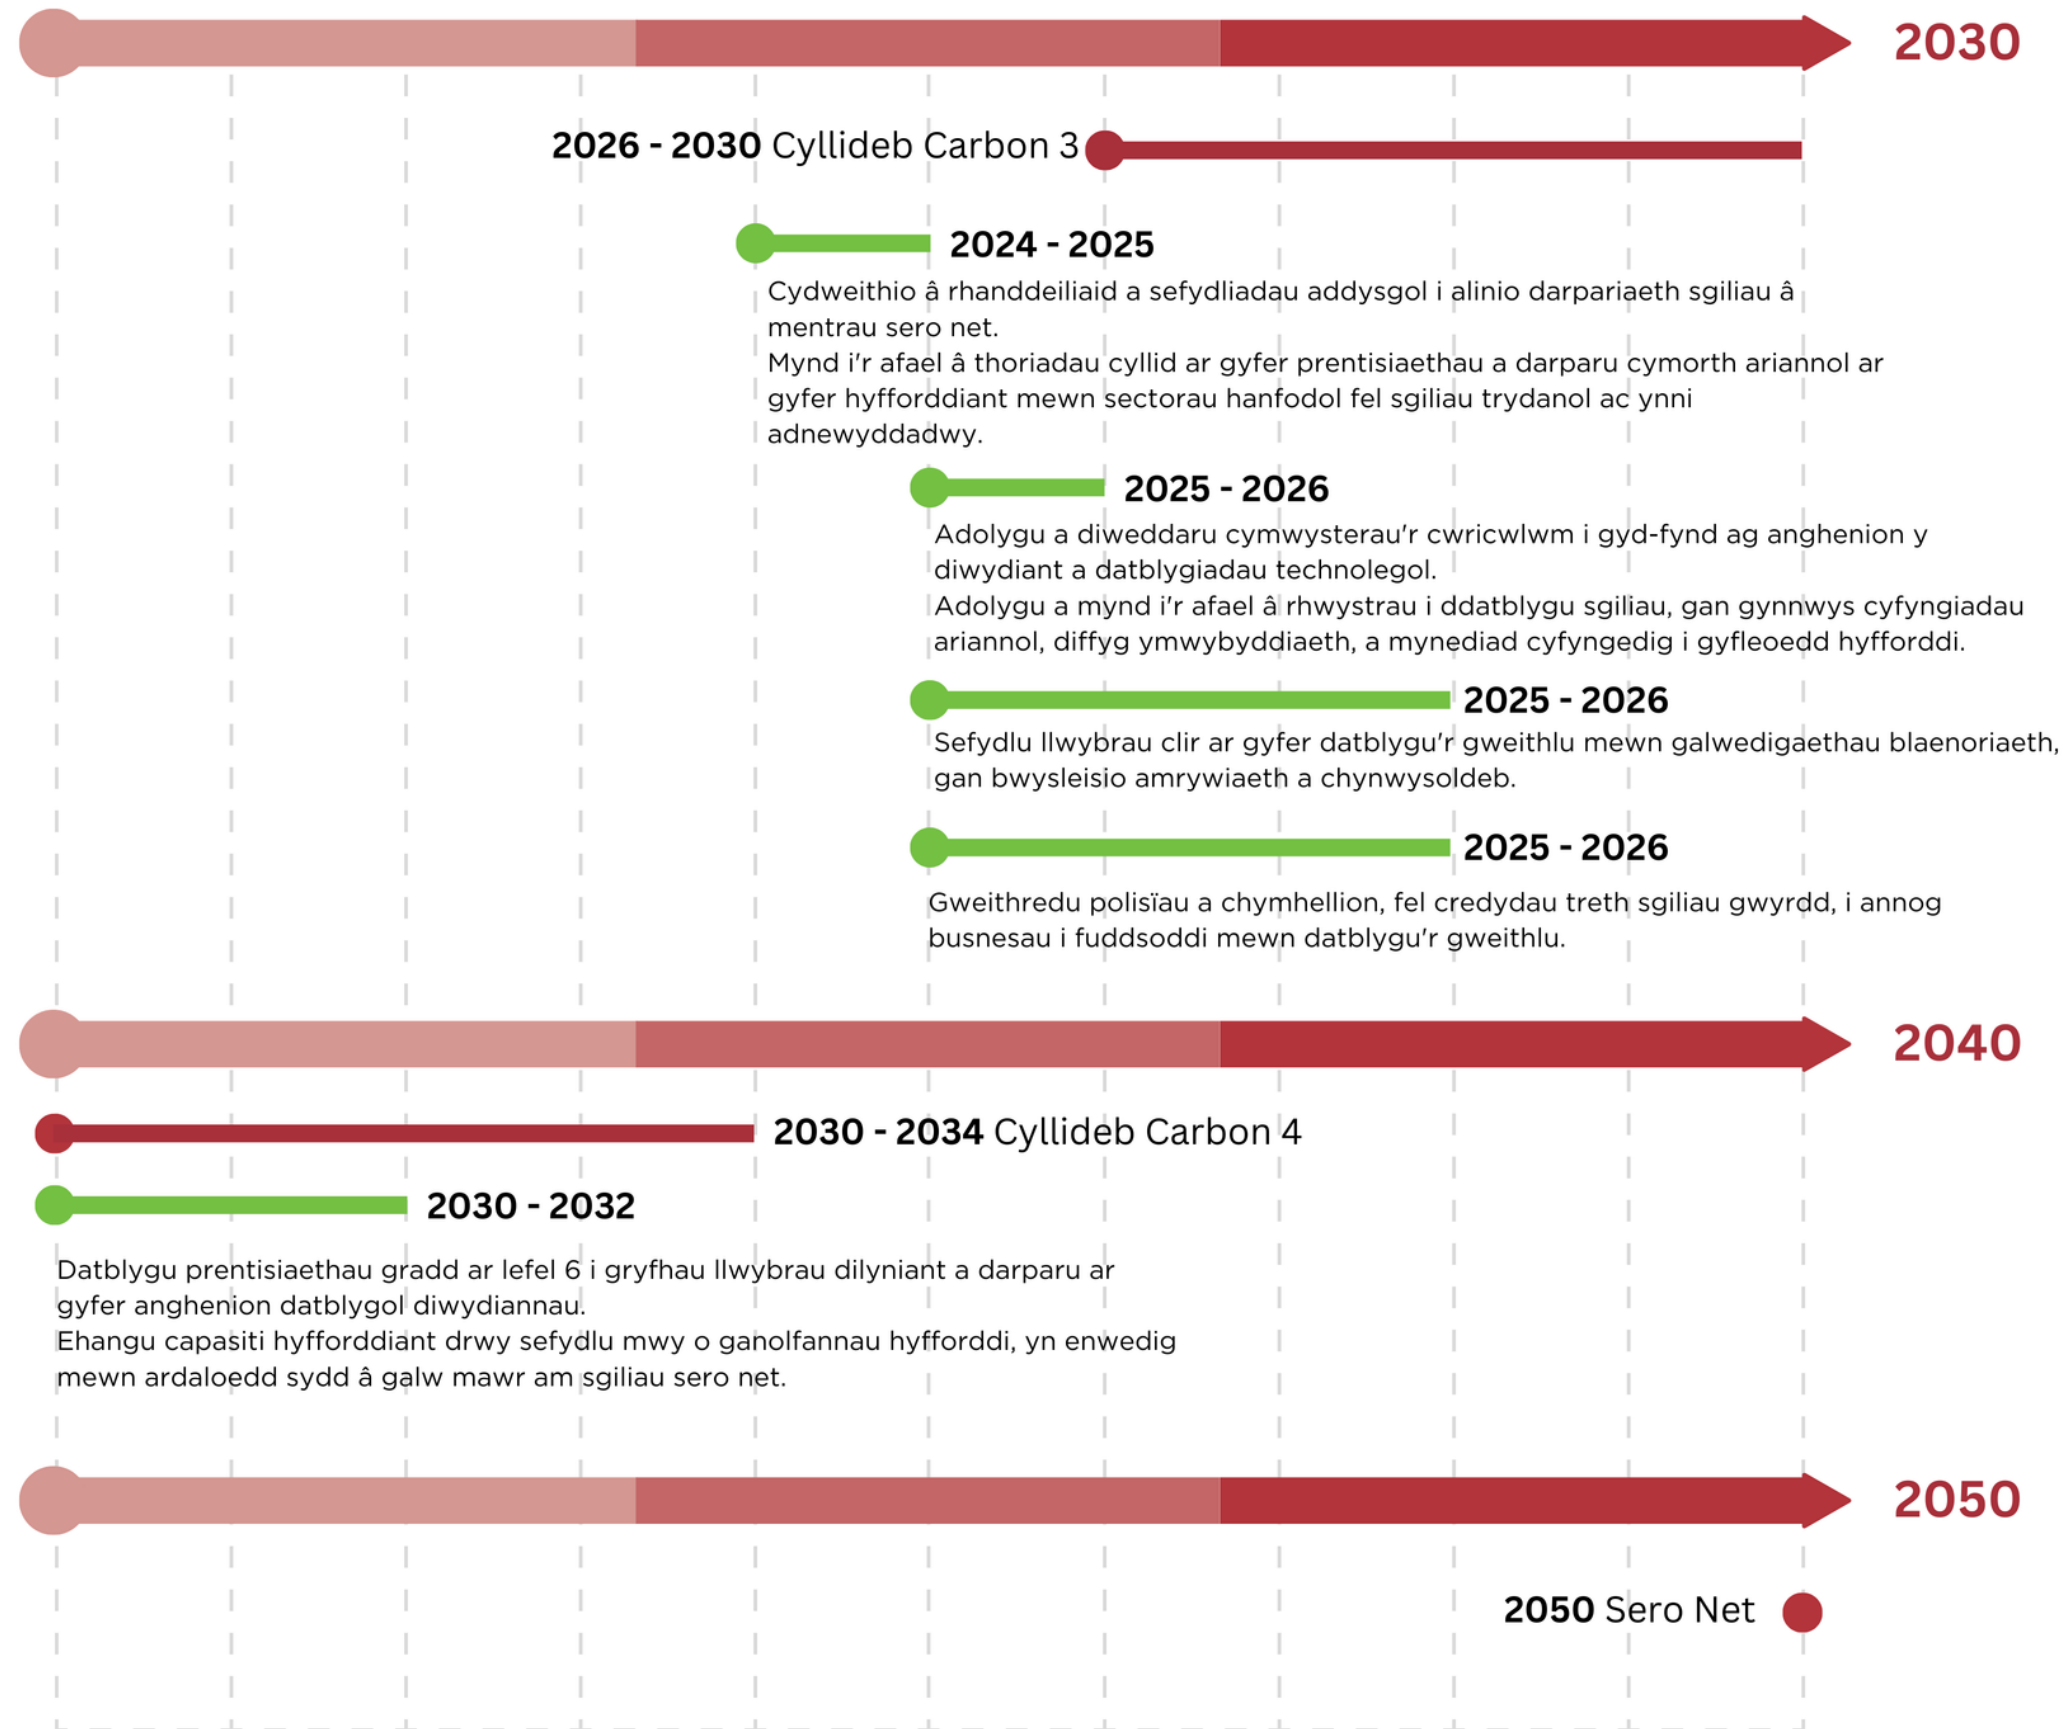 2030
2026 - 2030 Cyllideb Carbon 3
2024 - 2025
Cydweithio â rhanddeiliaid a sefydliadau addysgol i alinio darpariaeth sgiliau â
mentrau sero net.
Mynd i'r afael â thoriadau cyllid ar gyfer prentisiaethau a darparu cymorth ariannol ar
gyfer hyfforddiant mewn sectorau hanfodol fel sgiliau trydanol ac ynni
adnewyddadwy.
2025 - 2026
Adolygu a diweddaru cymwysterau'r cwricwlwm i gyd-fynd ag anghenion y
diwydiant a datblygiadau technolegol.
Adolygu a mynd i'r afael â rhwystrau i ddatblygu sgiliau, gan gynnwys cyfyngiadau
ariannol, diffyg ymwybyddiaeth, a mynediad cyfyngedig i gyfleoedd hyfforddi.
2025 - 2026
Sefydlu llwybrau clir ar gyfer datblygu'r gweithlu mewn galwedigaethau blaenoriaeth,
gan bwysleisio amrywiaeth a chynwysoldeb.
2025 - 2026
Gweithredu polisïau a chymhellion, fel credydau treth sgiliau gwyrdd, i annog
busnesau i fuddsoddi mewn datblygu'r gweithlu.
2040
2030 - 2034 Cyllideb Carbon 4
2030 - 2032
Datblygu prentisiaethau gradd ar lefel 6 i gryfhau llwybrau dilyniant a darparu ar
gyfer anghenion datblygol diwydiannau.
Ehangu capasiti hyfforddiant drwy sefydlu mwy o ganolfannau hyfforddi, yn enwedig
mewn ardaloedd sydd â galw mawr am sgiliau sero net.
2050
2050 Sero Net